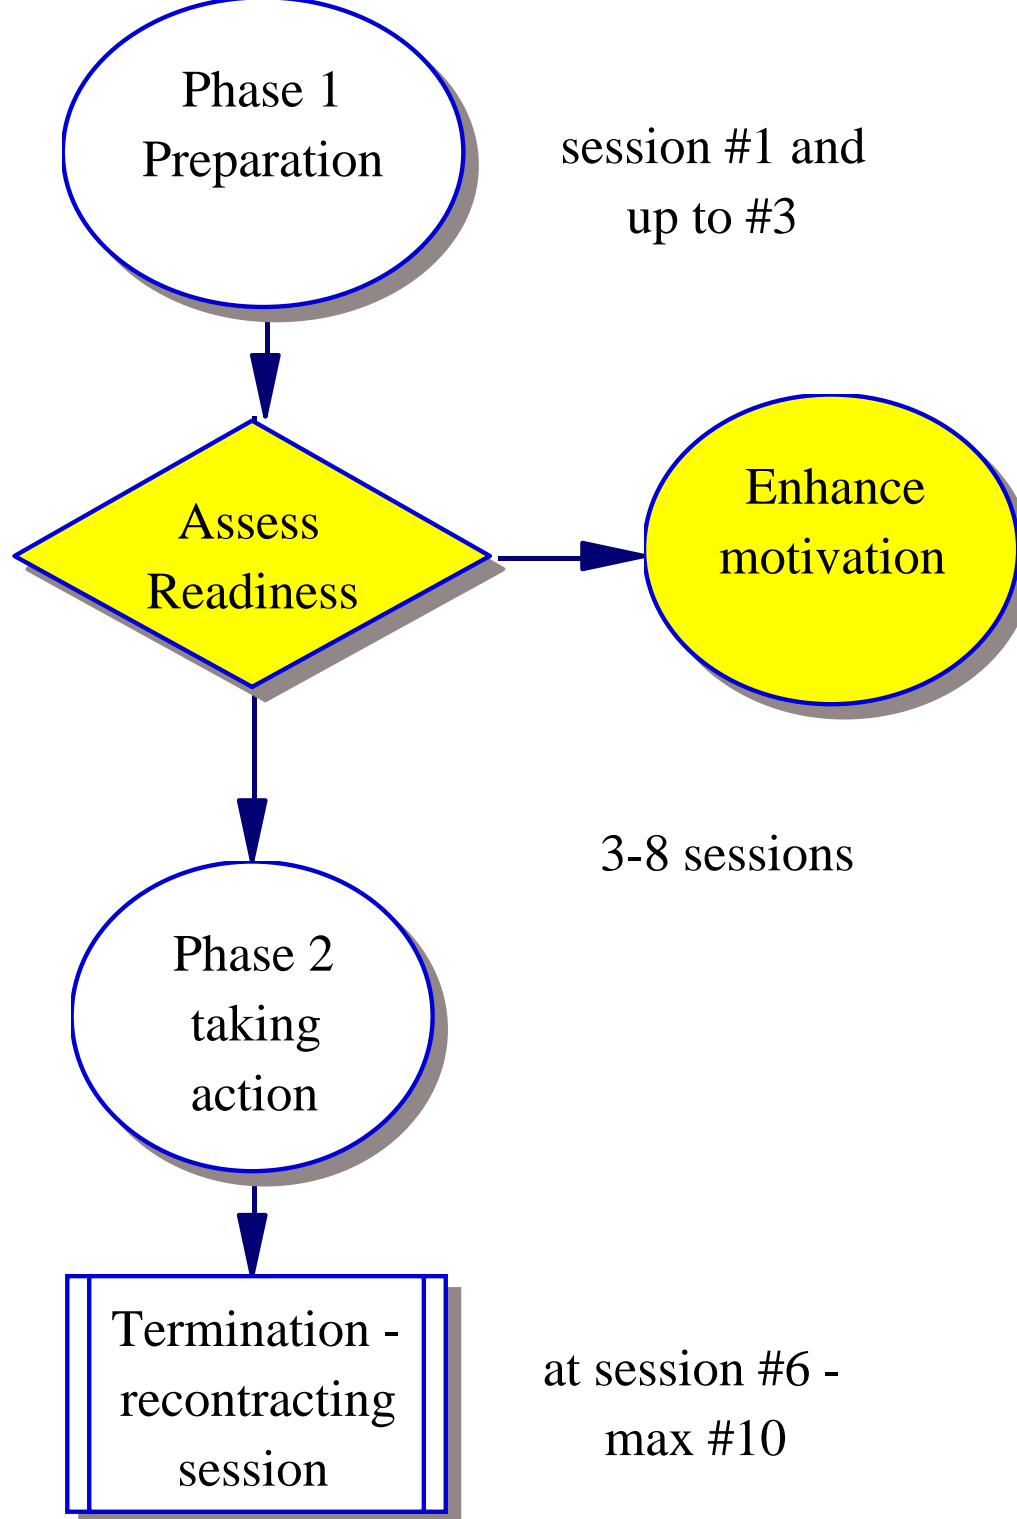 Phase 1
Preparation
session #1 and
up to #3
Assess
Readiness
Enhance
motivation
3-8 sessions
Phase 2
taking
action
Termination -
recontracting
session
at session #6 -
max #10